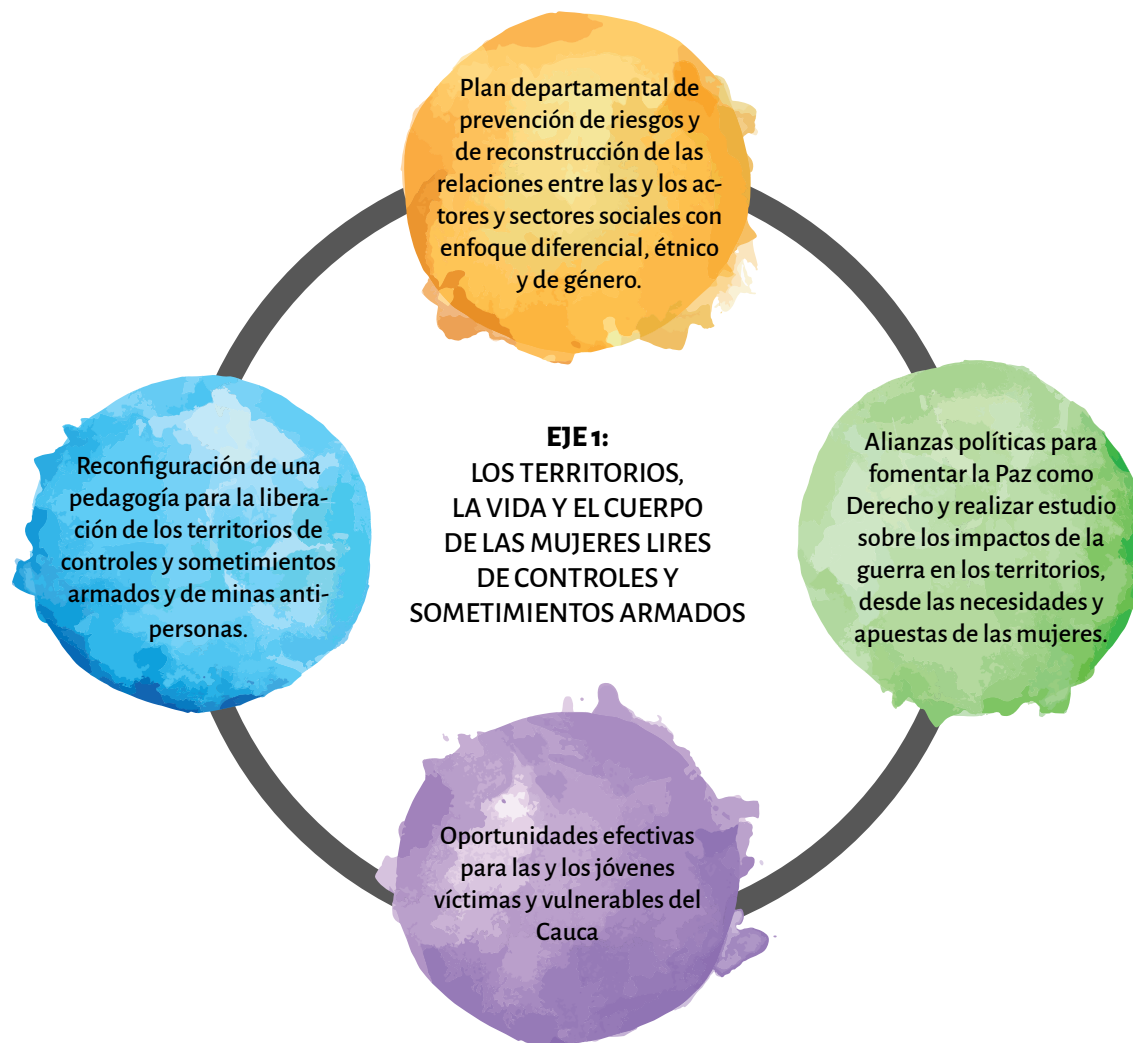 Plan departamental de
prevención de riesgos y
de reconstrucción de las
relaciones entre las y los ac-
tores y sectores sociales con
enfoque diferencial, étnico
y de género.
Reconfiguración de una
pedagogía para la libera-
ción de los territorios de
controles y sometimientos
armados y de minas anti-
personas.
EJE 1:
LOS TERRITORIOS,
LA VIDA Y EL CUERPO
DE LAS MUJERES LIRES
DE CONTROLES Y
SOMETIMIENTOS ARMADOS
Alianzas políticas para
fomentar la Paz como
Derecho y realizar estudio
sobre los impactos de la
guerra en los territorios,
desde las necesidades y
apuestas de las mujeres.
Oportunidades efectivas
para las y los jóvenes
víctimas y vulnerables del
Cauca